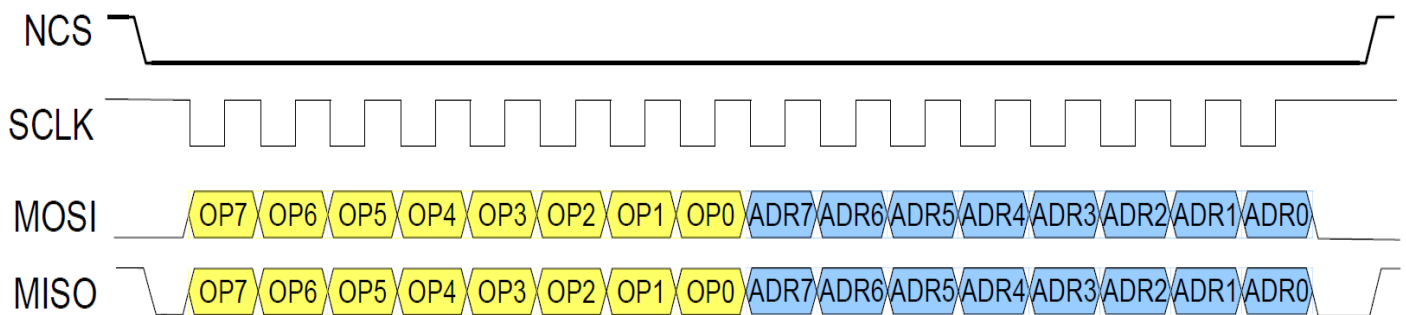 NCS
SCLK
MOSI OP7 OP6 OP5 OP4 OP3 OP2 OP1 OP0 ADR7 ADR6 ADR5 ADR4 ADR3 ADR2 ADR1 ADR0
MISO OP7 OP6 OP5 OP4 OP3 OP2 OP1 OP0 ADR7 ADR6 ADR5 ADR4 ADR3 ADR2 ADR1 ADR0